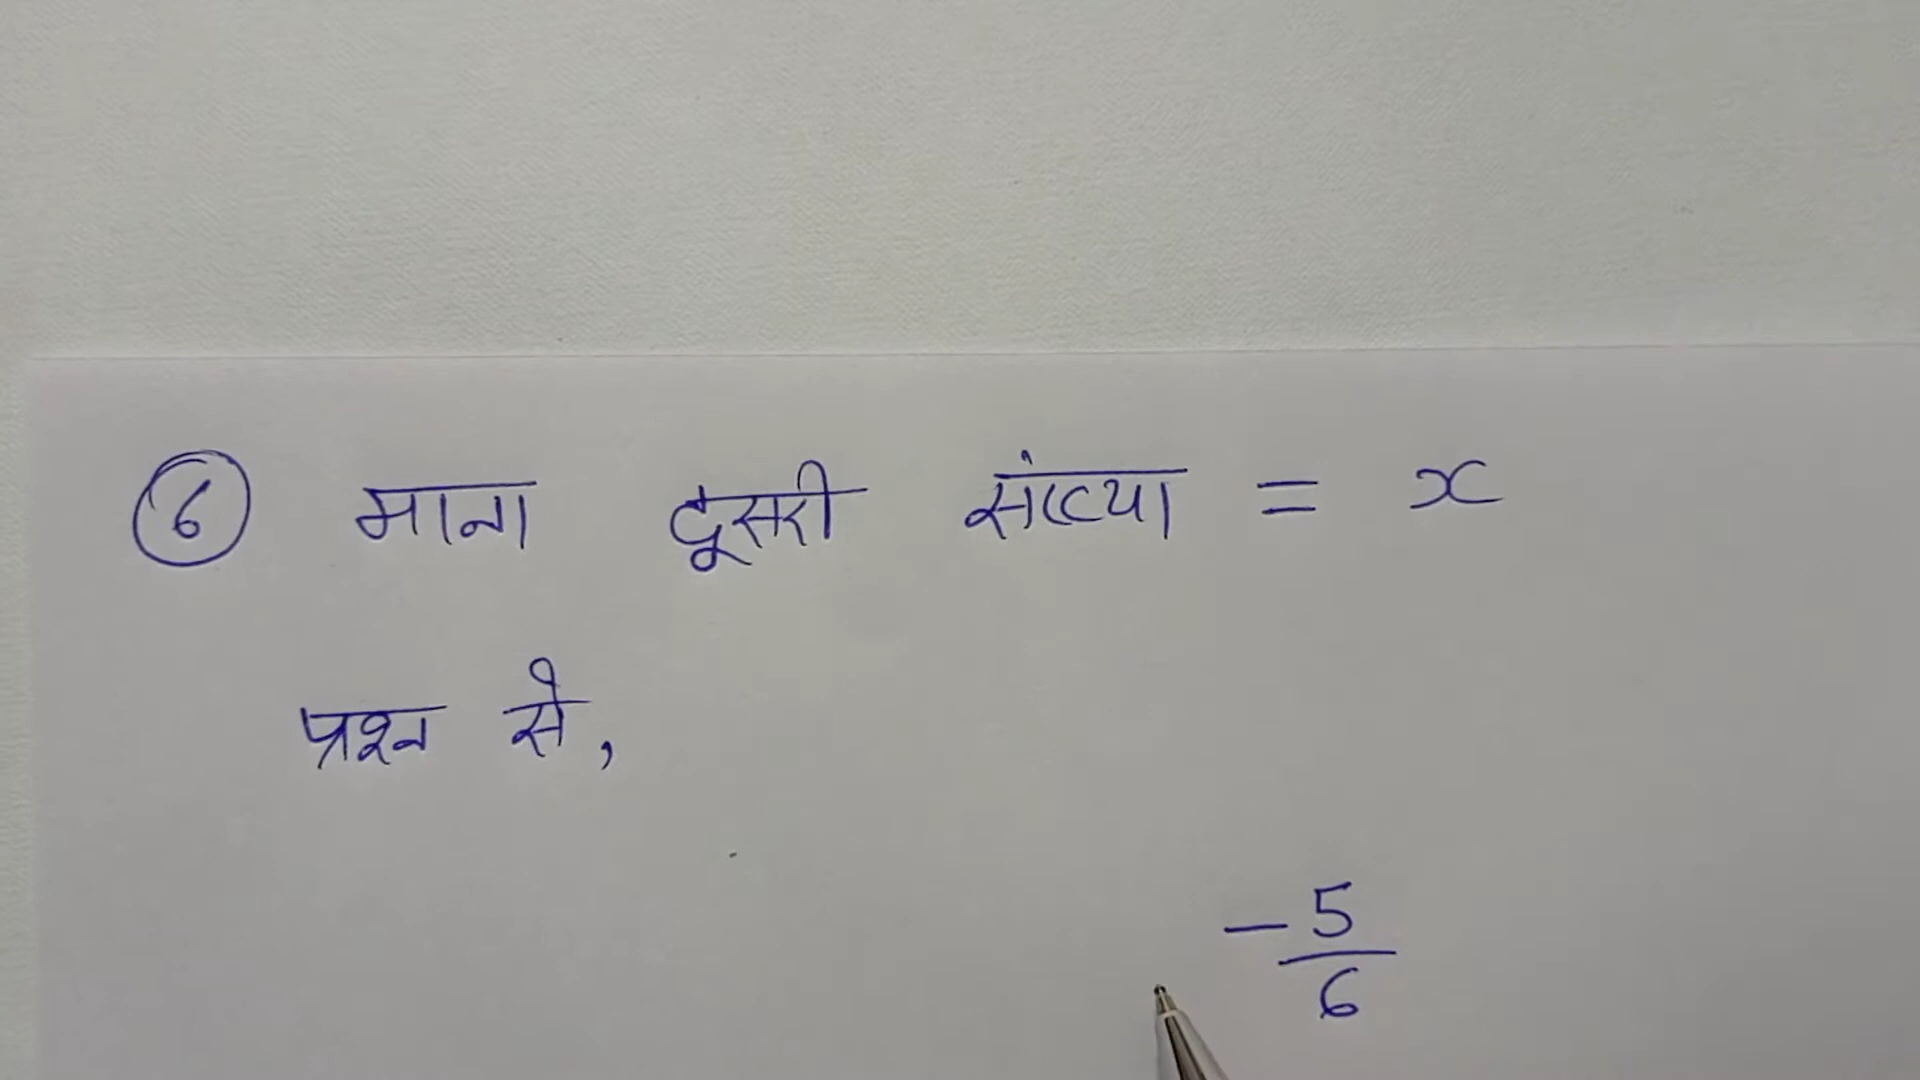 ⑥ माना दूसरी संख्या = x
प्रश्न से,
-5/6